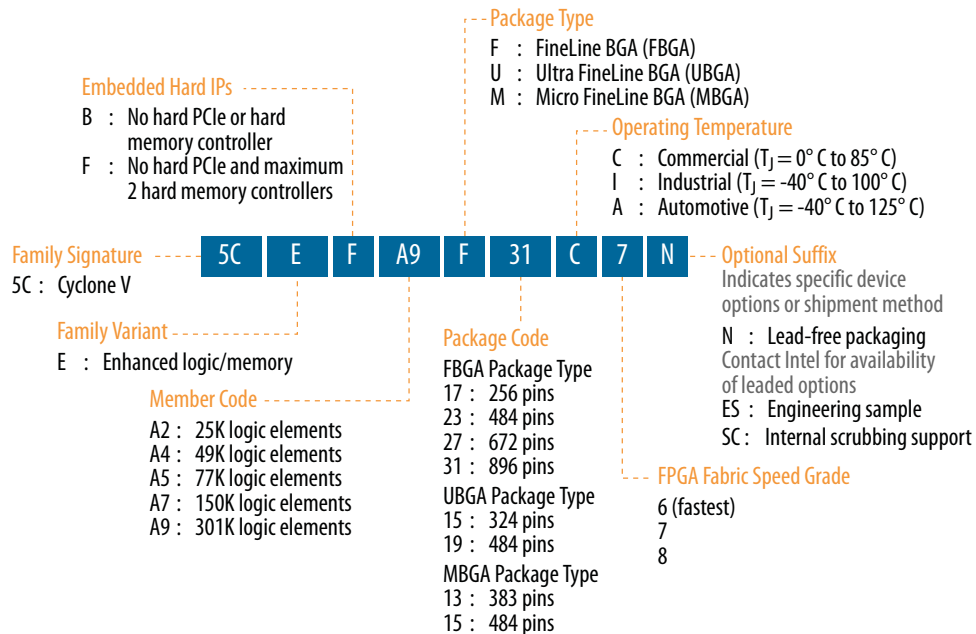 Package Type
F : FineLine BGA (FBGA)
U : Ultra FineLine BGA (UBGA)
M : Micro FineLine BGA (MBGA)
Embedded Hard IPs
B : No hard PCIe or hard
memory controller
F : No hard PCIe and maximum
2 hard memory controllers
Operating Temperature
C : Commercial (TJ = 0° C to 85° C)
I : Industrial (TJ = -40° C to 100° C)
A : Automotive (TJ = -40° C to 125° C)
Family Signature
5C : Cyclone V
5C E F A9 F 31 C 7 N
Optional Suffix
Indicates specific device
options or shipment method
N : Lead-free packaging
Contact Intel for availability
of leaded options
ES : Engineering sample
SC : Internal scrubbing support
Family Variant
E : Enhanced logic/memory
Member Code
A2 : 25K logic elements
A4 : 49K logic elements
A5 : 77K logic elements
A7 : 150K logic elements
A9 : 301K logic elements
Package Code
FBGA Package Type
17 : 256 pins
23 : 484 pins
27 : 672 pins
31 : 896 pins
UBGA Package Type
15 : 324 pins
19 : 484 pins
MBGA Package Type
13 : 383 pins
15 : 484 pins
FPGA Fabric Speed Grade
6 (fastest)
7
8